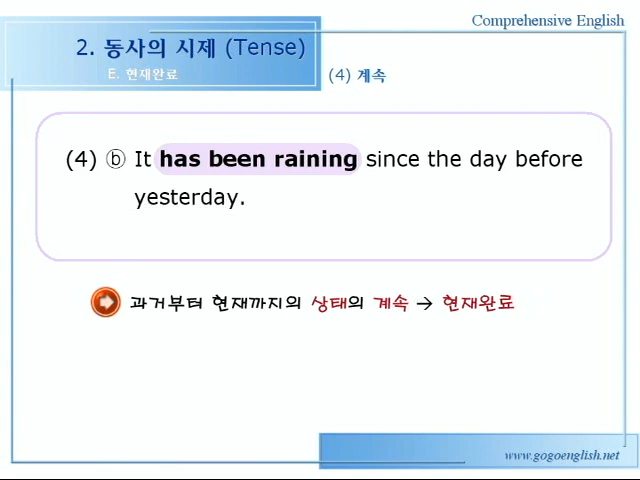 Comprehensive English
2. 동사의 시제 (Tense)
E. 현재완료
(4) 계속
(4) ⓑ It has been raining since the day before
yesterday.
과거부터 현재까지의 상태의 계속 → 현재완료
www.gogoenglish.net